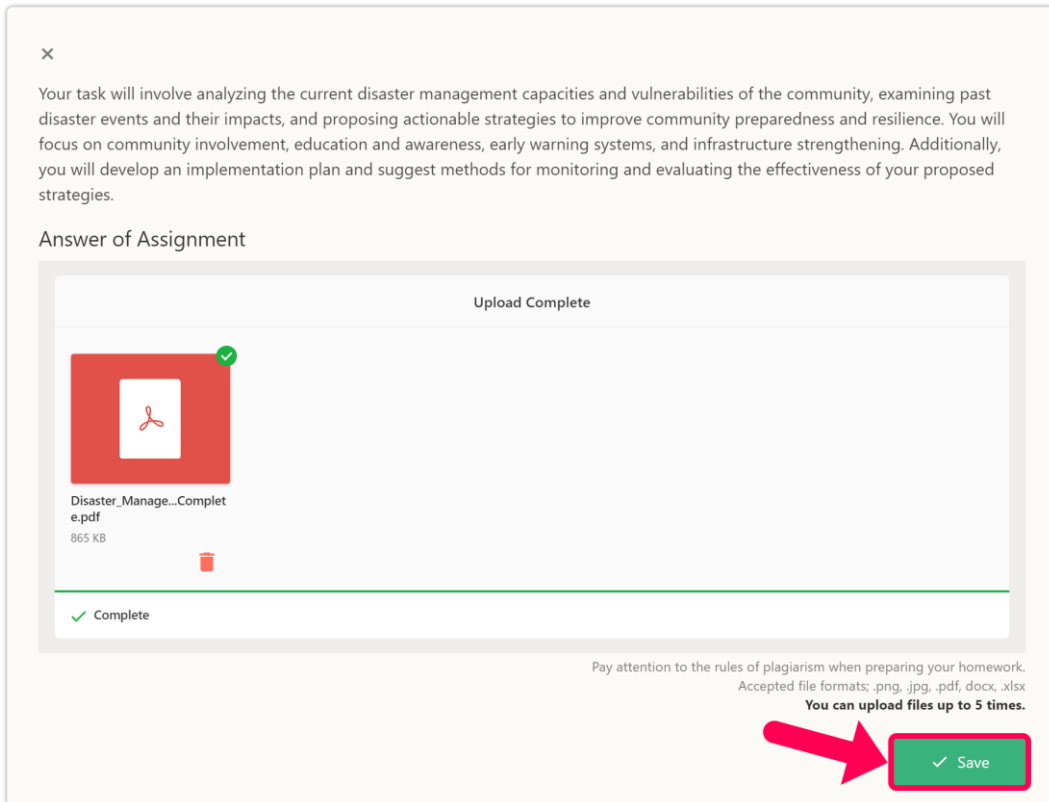 Your task will involve analyzing the current disaster management capacities and vulnerabilities of the community, examining past
disaster events and their impacts, and proposing actionable strategies to improve community preparedness and resilience. You will
focus on community involvement, education and awareness, early warning systems, and infrastructure strengthening. Additionally,
you will develop an implementation plan and suggest methods for monitoring and evaluating the effectiveness of your proposed
strategies.
Answer of Assignment
Upload Complete
Disaster_Manage...Complet
e.pdf
865 KB
Complete
Pay attention to the rules of plagiarism when preparing your homework.
Accepted file formats; .png, .jpg, .pdf, docx, .xlsx
You can upload files up to 5 times.
Save